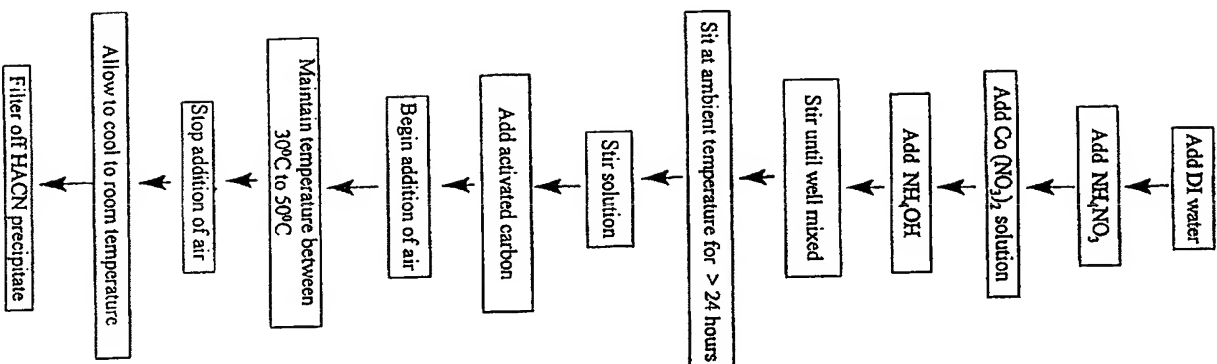 Add DI water
Add NH₄NO₃
Add Co (NO₃)₂ solution
Add NH₄OH
Stir until well mixed
Sit at ambient temperature for > 24 hours
Stir solution
Add activated carbon
Begin addition of air
Maintain temperature between
30⁰C to 50⁰C
Stop addition of air
Allow to cool to room temperature
Filter off HACN precipitate